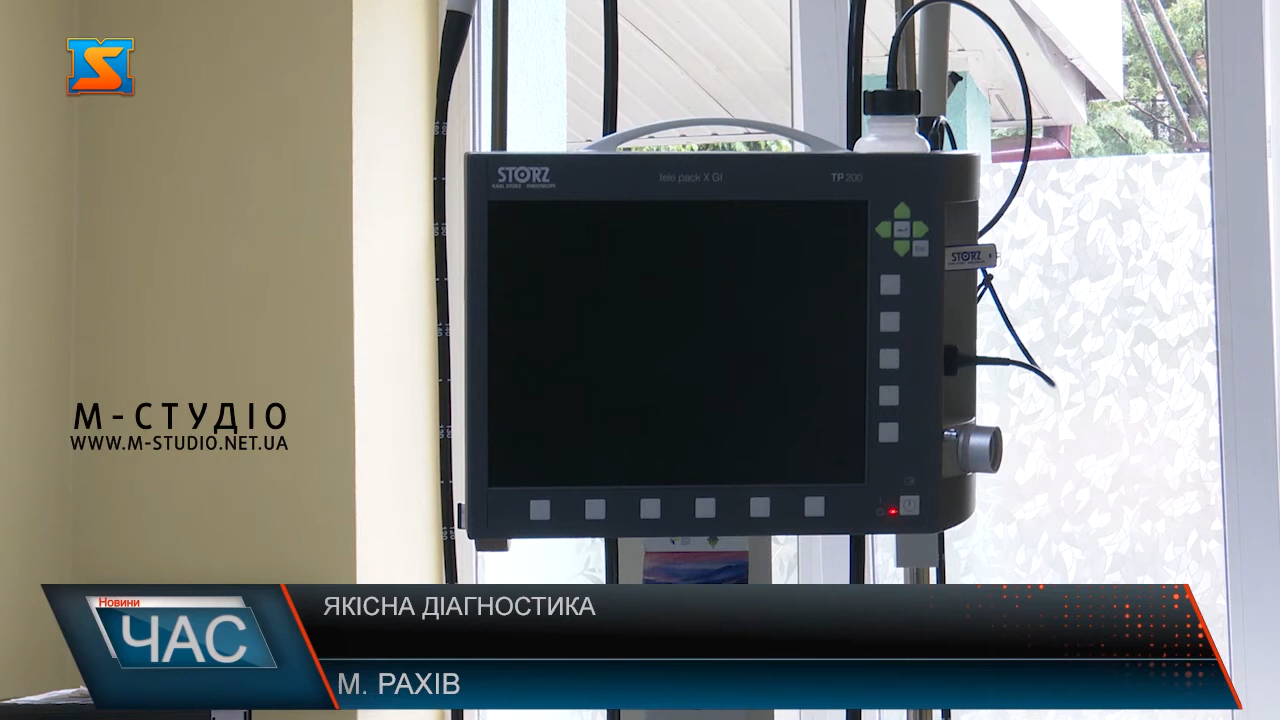 STORZ
KARL STORZ - ENDOSKOPE
tele pack X GI
TP 200
Esc
STORZ
М-СТУДІО
WWW.M-STUDIO.NET.UA
Новини
ЧАС
ЯКІСНА ДІАГНОСТИКА
М. РАХІВ